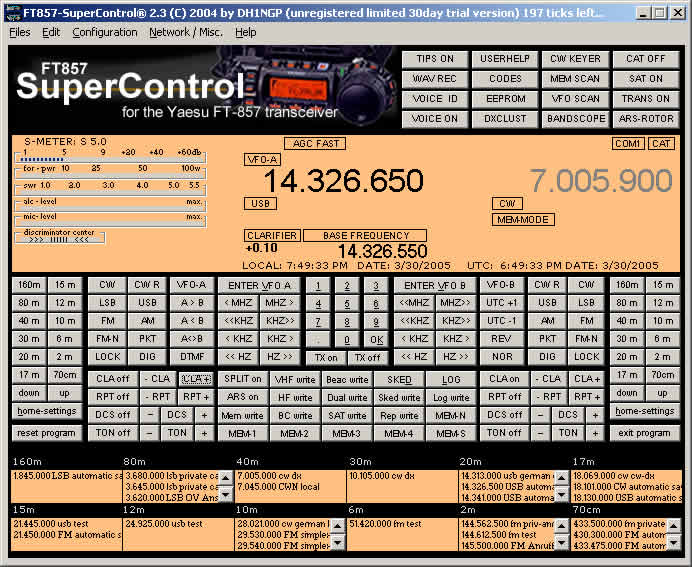 FT857-SuperControl® 2.3 (C) 2004 by DH1NGP (unregistered limited 30day trial version) 197 ticks left...
Files Edit Configuration Network / Misc. Help
FT857
SuperControl
for the Yaesu FT-857 transceiver
TIPS ON USERHELP CW KEYER CAT OFF
WAV REC CODES MEM SCAN SAT ON
VOICE ID EEPROM VFO SCAN TRANS ON
VOICE ON DXCLUST BANDSCOPE ARS-ROTOR
S-METER: S 5.0 AGC FAST COM1 CAT
1 5 9 +20 +40 +60db
VFO-A
for - pwr 10 25 50 100w
14.326.650 7.005.900
swr 1.0 2.0 3.0 4.0 5.0 5.5
USB CW
alc - level max.
MEM-MODE
mic- level max.
discriminator center CLARIFIER BASE FREQUENCY
>>> |||||| <<< +0.10 14.326.550
LOCAL: 7:49:33 PM DATE: 3/30/2005 UTC: 6:49:33 PM DATE: 3/30/2005
160m 15 m CW CW R VFO-A ENTER VFO A 1 2 3 ENTER VFO B VFO-B CW CW R 160m 15 m
80 m 12 m LSB USB A > B <MHZ MHZ > 4 5 6 <<MHZ MHZ>> UTC +1 USB LSB 80 m 12 m
40 m 10 m FM AM A < B <<KHZ KHZ>> 7 8 9 <<KHZ KHZ>> UTC -1 AM FM 40 m 10 m
30 m 6 m FM-N PKT A<>B < KHZ KHZ > . 0 OK < KHZ KHZ > REV PKT FM-N 30 m 6 m
20 m 2 m LOCK DIG DTMF << HZ HZ > TX on TX off << HZ HZ >> NOR DIG LOCK 20 m 2 m
17 m 70cm CLA off - CLA CLA + SPLIT on VHF write Beac write SKED LOG CLA on - CLA CLA + 17 m 70cm
down up RPT off - RPT RPT + ARS on HF write Dual write Sked write Log write RPT off - RPT RPT + down up
home-settings DCS off − DCS + Mem write BC write SAT write Rep write MEM-N DCS off − DCS + home-settings
reset program TON off − TON + MEM-1 MEM-2 MEM-3 MEM-4 MEM-S TON off − TON + exit program
160m 80m 40m 30m 20m 17m
1.845.000 LSB automatic sa 3.680.000 lsb private ca 7.005.000 cw dx 10.105.000 cw dx 14.313.000 usb german 18.069.000 cw cw-dx
3.645.000 lsb private ca 7.045.000 CWN local 14.326.500 USB autom 18.101.000 CW automatic sav
3.620.000 LSB OV Ans 14.341.000 USB autom 18.130.000 USB automatic s
15m 12m 10m 6m 2m 70cm
21.445.000 usb test 24.925.000 usb test 28.021.000 cw german 51.420.000 fm test 144.562.500 fm priv-ann 433.500.000 fm private
21.450.000 FM automatic s 29.530.000 FM simplex 144.612.500 fm test 430.300.000 fm autom
29.540.000 FM simplex 145.500.000 FM Anruf 433.475.000 FM autom